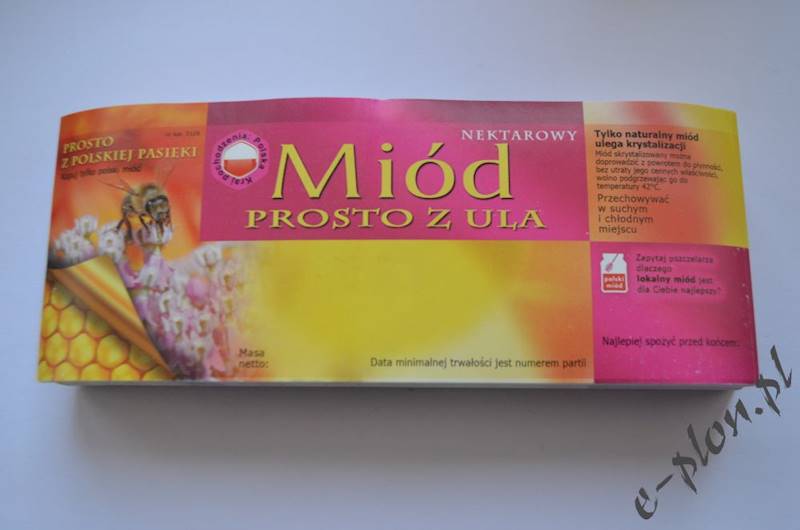 PROSTO
Z POLSKIEJ PASIEKI
Kupuj tylko polski miód
Kraj pochodzenia: Polska
NEKTAROWY
Miód
PROSTO Z ULA
Masa
netto:
Data minimalnej trwałości jest numerem partii
Tylko naturalny miód
ulega krystalizacji
Miód skrystalizowany można
doprowadzić z powrotem do płynności,
bez utraty jego cennych właściwości,
wolno podgrzewając go do
temperatury 42°C.
Przechowywać
w suchym
i chłodnym
miejscu
polski
miód
Zapytaj pszczelarza
dlaczego
lokalny miód jest
dla Ciebie najlepszy?
Najlepiej spożyć przed końcem:
e-plon.pl